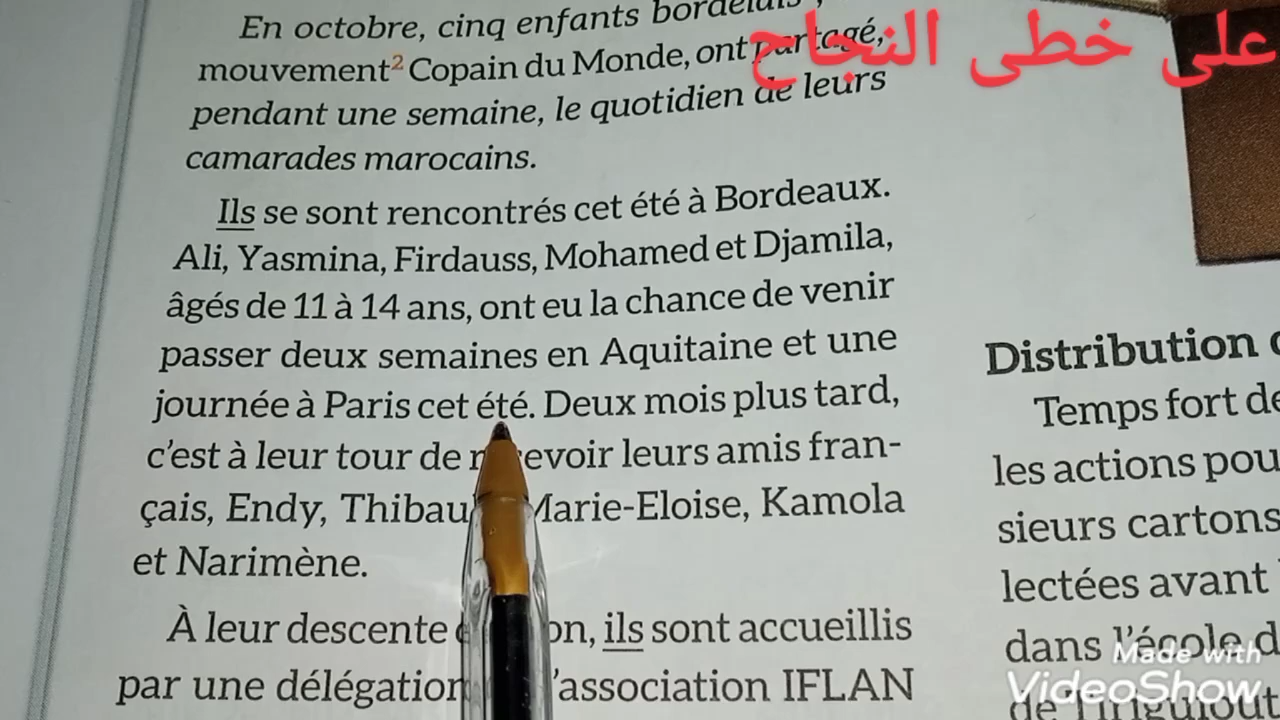 على خطى النجاح
En octobre, cinq enfants
mouvement² Copain du Monde, ont partagé,
pendant une semaine, le quotidien de leurs
camarades marocains.
Ils se sont rencontrés cet été à Bordeaux.
Ali, Yasmina, Firdauss, Mohamed et Djamila,
âgés de 11 à 14 ans, ont eu la chance de venir
passer deux semaines en Aquitaine et une
journée à Paris cet été. Deux mois plus tard,
c'est à leur tour de leurs amis fran-
çais, Endy, Marie-Eloise, Kamola
et Narimène.
À leur descente ils sont accueillis
par une délégation l'association IFLAN
Distribution
Temps fort
les actions
sieurs cartons
lectées avant
dans l'école
Made with
VideoShow